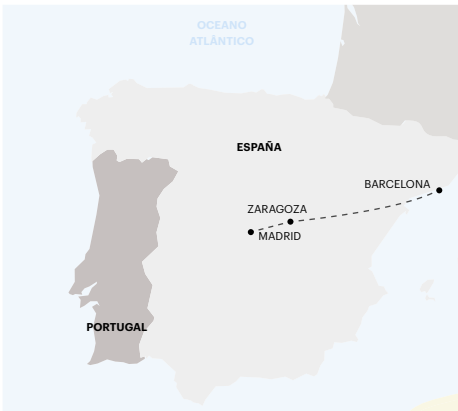 OCEANO
ATLÂNTICO
ESPAÑA
BARCELONA
ZARAGOZA
MADRID
PORTUGAL